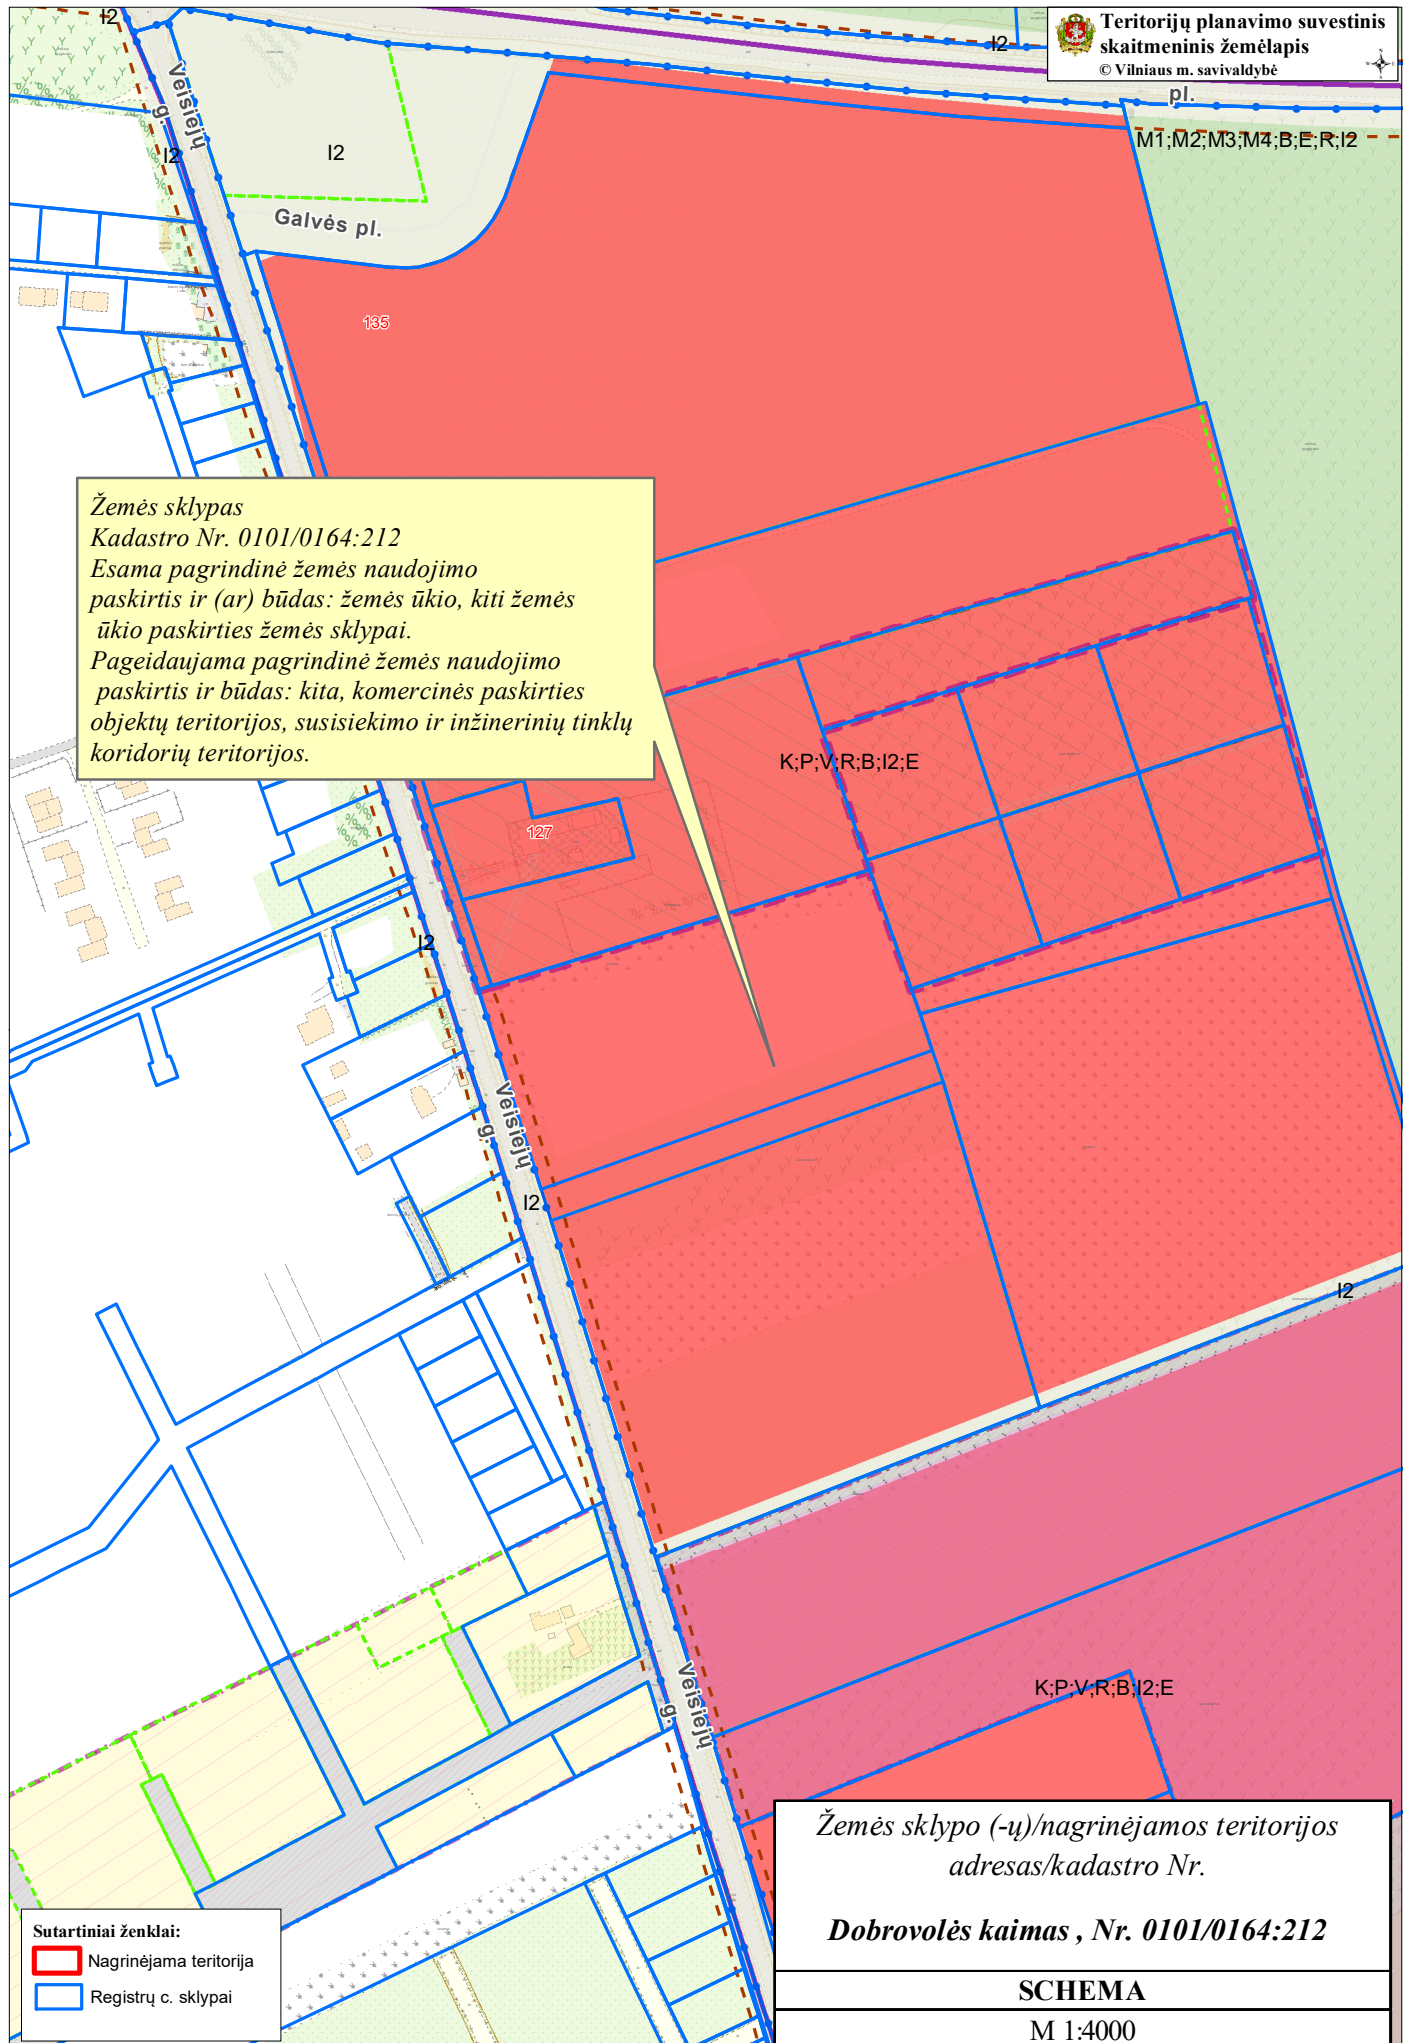 I2
I2
Teritorijų planavimo suvestinis
skaitmeninis žemėlapis
© Vilniaus m. savivaldybė
pl.
Veisiejų
g.
I2
I2
M1;M2;M3;M4;B;E;R;I2
Galvės pl.
135
Žemės sklypas
Kadastro Nr. 0101/0164:212
Esama pagrindinė žemės naudojimo
paskirtis ir (ar) būdas: žemės ūkio, kiti žemės
ūkio paskirties žemės sklypai.
Pageidaujama pagrindinė žemės naudojimo
paskirtis ir būdas: kita, komercinės paskirties
objektų teritorijos, susisiekimo ir inžinerinių tinklų
koridorių teritorijos.
K;P;V;R;B;I2;E
127
I2
Veisiejų
g.
I2
I2
Veisiejų
g.
K;P;V;R;B;I2;E
Žemės sklypo (-ų)/nagrinėjamos teritorijos
adresas/kadastro Nr.
Dobrovolės kaimas , Nr. 0101/0164:212
SCHEMA
M 1:4000
Sutartiniai ženklai:
Nagrinėjama teritorija
Registrų c. sklypai